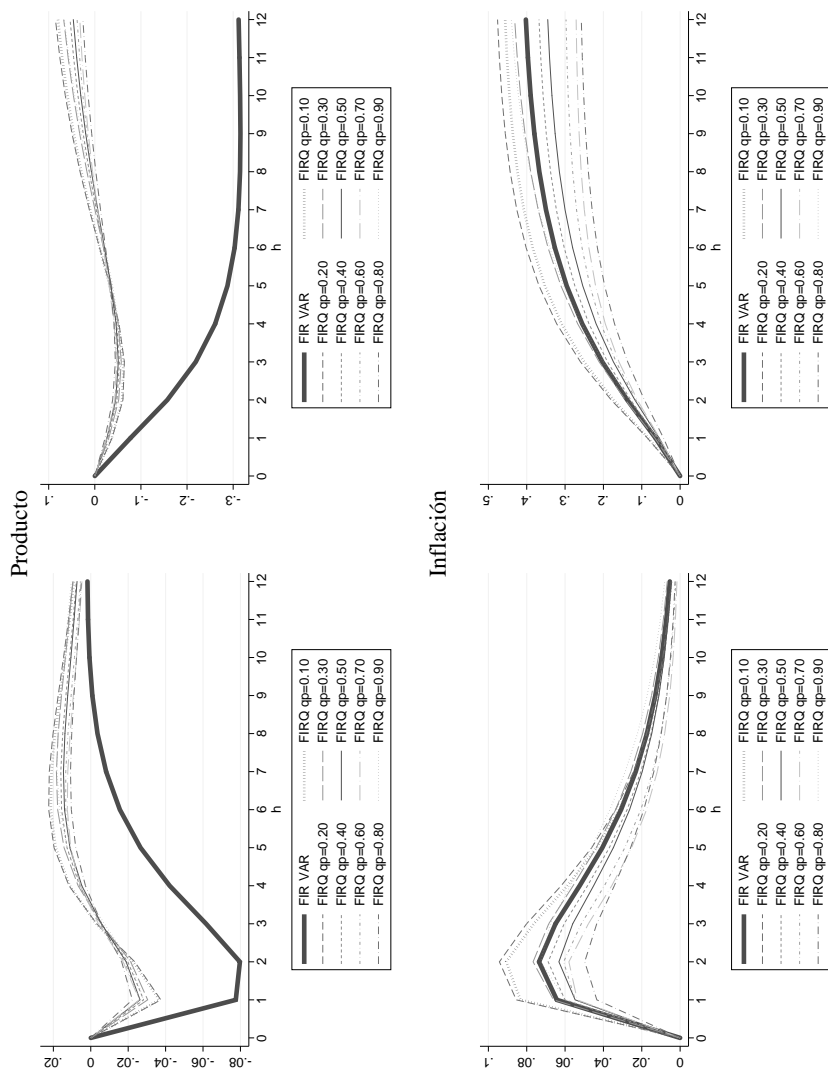 Producto
.02
0
-.02
-.04
-.06
-.08
0 1 2 3 4 5 6 7 8 9 10 11 12
h
FIR VAR FIRQ qp=0.10
FIRQ qp=0.20 FIRQ qp=0.30
FIRQ qp=0.40 FIRQ qp=0.50
FIRQ qp=0.60 FIRQ qp=0.70
FIRQ qp=0.80 FIRQ qp=0.90
.1
0
-.1
-.2
-.3
0 1 2 3 4 5 6 7 8 9 10 11 12
h
FIR VAR FIRQ qp=0.10
FIRQ qp=0.20 FIRQ qp=0.30
FIRQ qp=0.40 FIRQ qp=0.50
FIRQ qp=0.60 FIRQ qp=0.70
FIRQ qp=0.80 FIRQ qp=0.90
Inflación
.1
.08
.06
.04
.02
0
0 1 2 3 4 5 6 7 8 9 10 11 12
h
FIR VAR FIRQ qp=0.10
FIRQ qp=0.20 FIRQ qp=0.30
FIRQ qp=0.40 FIRQ qp=0.50
FIRQ qp=0.60 FIRQ qp=0.70
FIRQ qp=0.80 FIRQ qp=0.90
.5
.4
.3
.2
.1
0
0 1 2 3 4 5 6 7 8 9 10 11 12
h
FIR VAR FIRQ qp=0.10
FIRQ qp=0.20 FIRQ qp=0.30
FIRQ qp=0.40 FIRQ qp=0.50
FIRQ qp=0.60 FIRQ qp=0.70
FIRQ qp=0.80 FIRQ qp=0.90